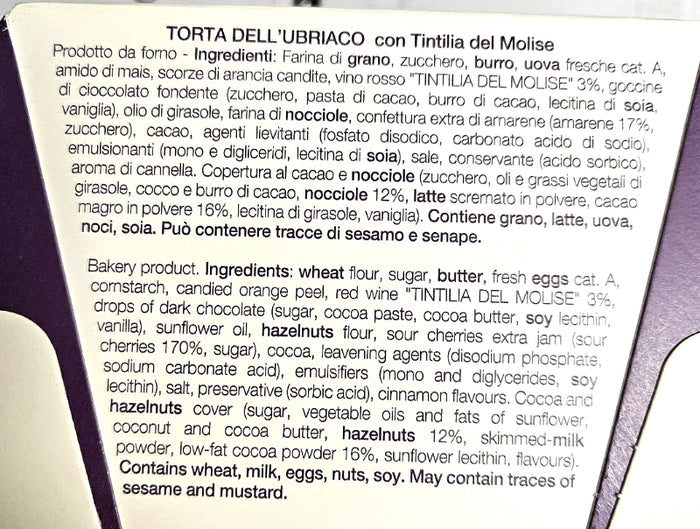 TORTA DELL'UBRIACO con Tintilia del Molise
Prodotto da forno - Ingredienti: Farina di grano, zucchero, burro, uova fresche cat. A,
amido di mais, scorze di arancia candite, vino rosso "TINTILIA DEL MOLISE" 3%, goccine
di cioccolato fondente (zucchero, pasta di cacao, burro di cacao, lecitina di soia,
vaniglia), olio di girasole, farina di nocciole, confettura extra di amarene (amarene 17%,
zucchero), cacao, agenti lievitanti (fosfato disodico, carbonato acido di sodio),
emulsionanti (mono e digliceridi, lecitina di soia), sale, conservante (acido sorbico),
aroma di cannella. Copertura al cacao e nocciole (zucchero, oli e grassi vegetali di
girasole, cocco e burro di cacao, nocciole 12%, latte scremato in polvere, cacao
magro in polvere 16%, lecitina di girasole, vaniglia). Contiene grano, latte, uova,
noci, soia. Può contenere tracce di sesamo e senape.
Bakery product. Ingredients: wheat flour, sugar, butter, fresh eggs cat. A,
cornstarch, candied orange peel, red wine "TINTILIA DEL MOLISE" 3%,
drops of dark chocolate (sugar, cocoa paste, cocoa butter, soy lecithin,
vanilla), sunflower oil, hazelnuts flour, sour cherries extra jam (sour
cherries 170%, sugar), cocoa, leavening agents (disodium phosphate,
sodium carbonate acid), emulsifiers (mono and diglycerides, soy
lecithin), salt, preservative (sorbic acid), cinnamon flavours. Cocoa and
hazelnuts cover (sugar, vegetable oils and fats of sunflower,
coconut and cocoa butter, hazelnuts 12%, skimmed-milk
powder, low-fat cocoa powder 16%, sunflower lecithin, flavours).
Contains wheat, milk, eggs, nuts, soy. May contain traces of
sesame and mustard.